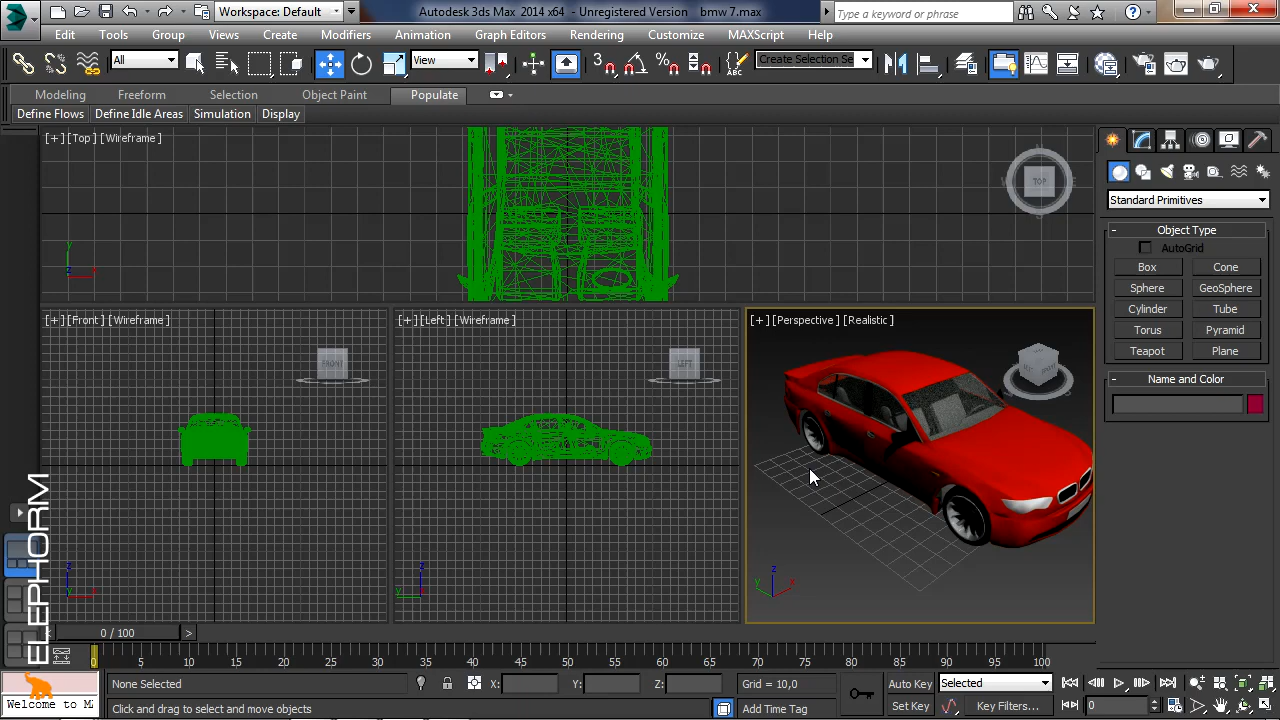 Workspace: Default
Autodesk 3ds Max 2014 x64 - Unregistered Version bmw 7.max
Type a keyword or phrase
Edit Tools Group Views Create Modifiers Animation Graph Editors Rendering Customize MAXScript Help
All
View
Create Selection Se
Modeling Freeform Selection Object Paint Populate
Define Flows Define Idle Areas Simulation Display
[+] [Top] [Wireframe]
TOP
Standard Primitives
- Object Type
AutoGrid
Box Cone
Sphere GeoSphere
Cylinder Tube
Torus Pyramid
Teapot Plane
- Name and Color
[+] [Front] [Wireframe]
FRONT
[+] [Left] [Wireframe]
LEFT
[+] [Perspective] [Realistic]
ELEPHORM
0 / 100
0 5 10 15 20 25 30 35 40 45 50 55 60 65 70 75 80 85 90 95 100
None Selected X: Y: Z: Grid = 10,0 Auto Key Selected
Welcome to M
Click and drag to select and move objects Add Time Tag Set Key Key Filters... 0